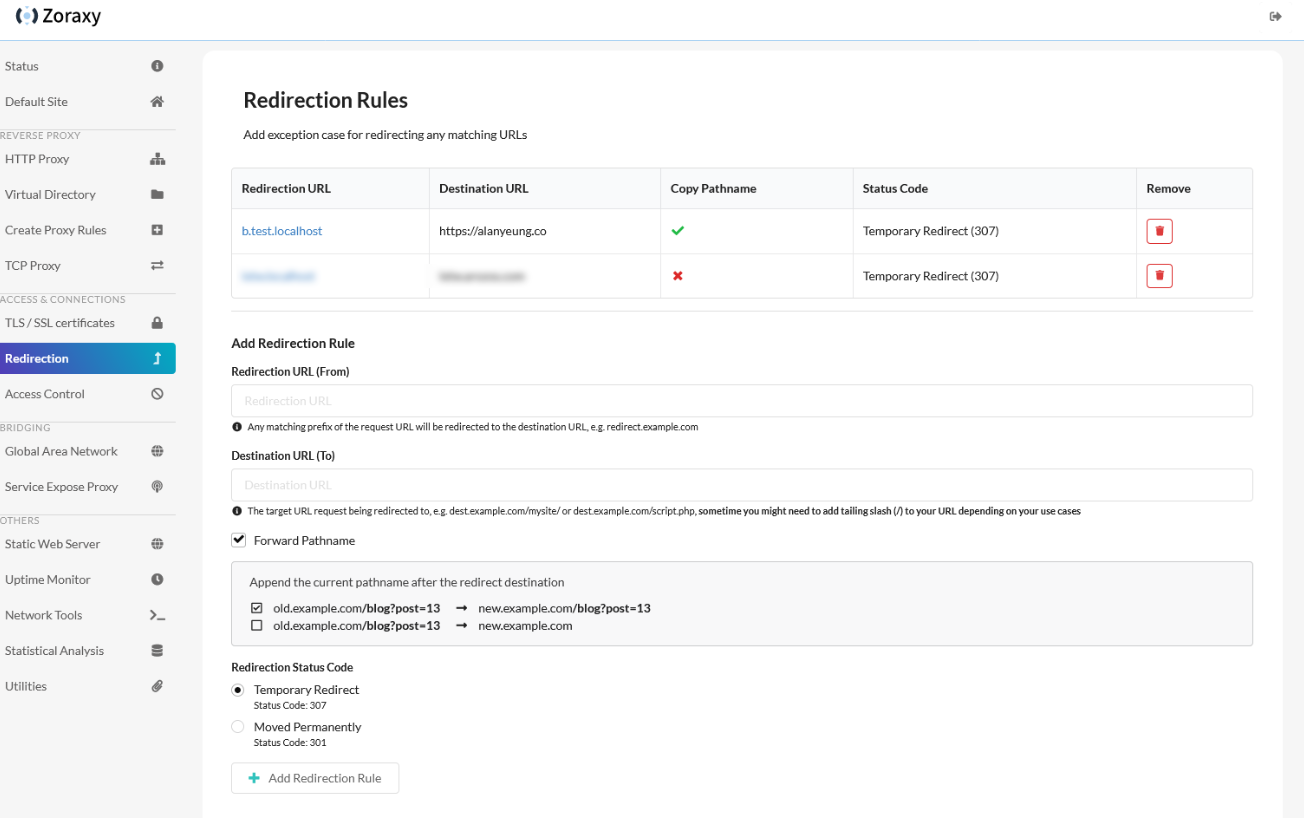 Zoraxy
Status
Default Site
REVERSE PROXY
HTTP Proxy
Virtual Directory
Create Proxy Rules
TCP Proxy
ACCESS & CONNECTIONS
TLS / SSL certificates
Redirection
Access Control
BRIDGING
Global Area Network
Service Expose Proxy
OTHERS
Static Web Server
Uptime Monitor
Network Tools
Statistical Analysis
Utilities
Redirection Rules
Add exception case for redirecting any matching URLs
Redirection URL Destination URL Copy Pathname Status Code Remove
b.test.localhost https://alanyeung.co Temporary Redirect (307)
Temporary Redirect (307)
Add Redirection Rule
Redirection URL (From)
Redirection URL
Any matching prefix of the request URL will be redirected to the destination URL, e.g. redirect.example.com
Destination URL (To)
Destination URL
The target URL request being redirected to, e.g. dest.example.com/mysite/ or dest.example.com/script.php, sometime you might need to add tailing slash (/) to your URL depending on your use cases
Forward Pathname
Append the current pathname after the redirect destination
old.example.com/blog?post=13 → new.example.com/blog?post=13
old.example.com/blog?post=13 → new.example.com
Redirection Status Code
Temporary Redirect
Status Code: 307
Moved Permanently
Status Code: 301
Add Redirection Rule